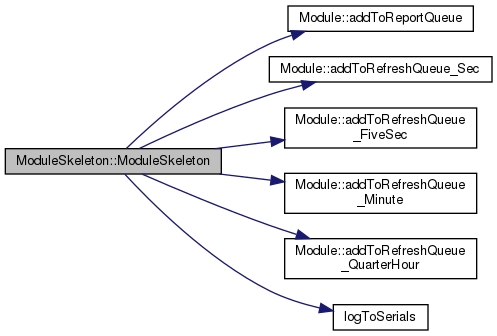 Module::addToReportQueue
Module::addToRefreshQueue_Sec
Module::addToRefreshQueue
_FiveSec
ModuleSkeleton::ModuleSkeleton
Module::addToRefreshQueue
_Minute
Module::addToRefreshQueue
_QuarterHour
logToSerials